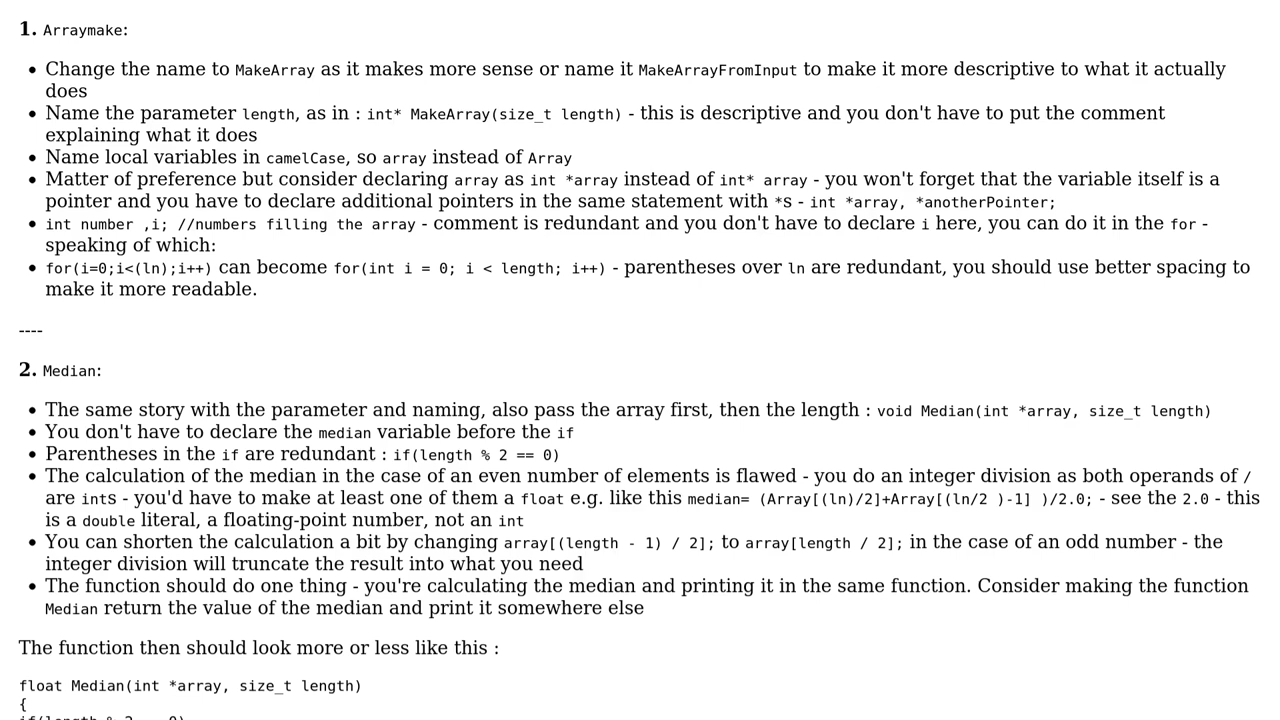 1. Arraymake:
• Change the name to MakeArray as it makes more sense or name it MakeArrayFromInput to make it more descriptive to what it actually
does
• Name the parameter length, as in : int* MakeArray(size_t length) - this is descriptive and you don't have to put the comment
explaining what it does
• Name local variables in camelCase, so array instead of Array
• Matter of preference but consider declaring array as int *array instead of int* array - you won't forget that the variable itself is a
pointer and you have to declare additional pointers in the same statement with *s - int *array, *anotherPointer;
• int number ,i; //numbers filling the array - comment is redundant and you don't have to declare i here, you can do it in the for -
speaking of which:
• for(i=0;i<(ln);i++) can become for(int i = 0; i < length; i++) - parentheses over ln are redundant, you should use better spacing to
make it more readable.
----
2. Median:
• The same story with the parameter and naming, also pass the array first, then the length : void Median(int *array, size_t length)
• You don't have to declare the median variable before the if
• Parentheses in the if are redundant : if(length % 2 == 0)
• The calculation of the median in the case of an even number of elements is flawed - you do an integer division as both operands of /
are ints - you'd have to make at least one of them a float e.g. like this median= (Array[(ln)/2]+Array[(ln/2 )-1] )/2.0; - see the 2.0 - this
is a double literal, a floating-point number, not an int
• You can shorten the calculation a bit by changing array[(length - 1) / 2]; to array[length / 2]; in the case of an odd number - the
integer division will truncate the result into what you need
• The function should do one thing - you're calculating the median and printing it in the same function. Consider making the function
Median return the value of the median and print it somewhere else
The function then should look more or less like this :
float Median(int *array, size_t length)
{
if(length % 2 == 0)